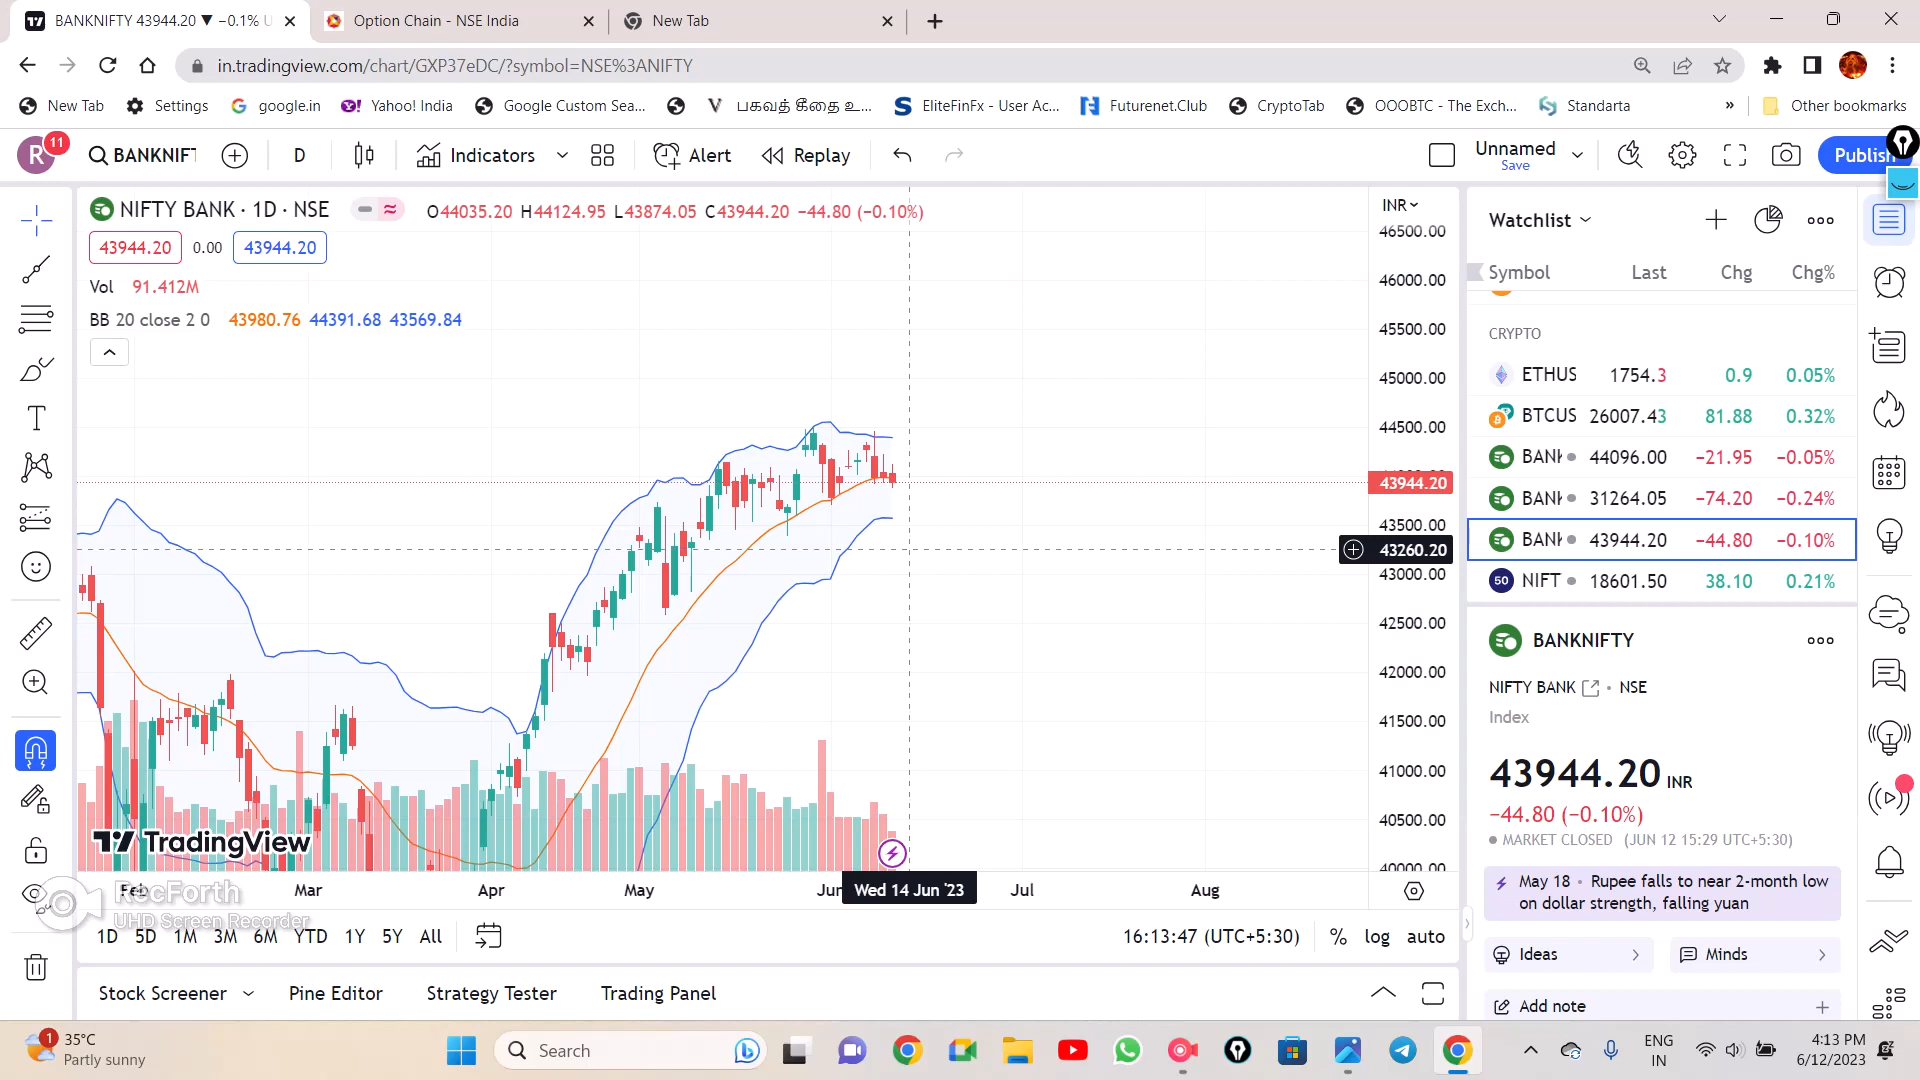 BANKNIFTY 43944.20 ▼ −0.1% U
Option Chain - NSE India
New Tab
in.tradingview.com/chart/GXP37eDC/?symbol=NSE%3ANIFTY
New Tab
Settings
google.in
Yahoo! India
Google Custom Sea...
பகவத் கீதை உ...
EliteFinFx - User Ac...
Futurenet.Club
CryptoTab
OOOBTC - The Exch...
Standarta
»
Other bookmarks
R
11
BANKNIFT
D
Indicators
Alert
Replay
Unnamed
Save
Publish
NIFTY BANK · 1D · NSE
O44035.20 H44124.95 L43874.05 C43944.20 −44.80 (−0.10%)
43944.20 0.00 43944.20
Vol 91.412M
BB 20 close 2 0 43980.76 44391.68 43569.84
INR
46500.00
46000.00
45500.00
45000.00
44500.00
43944.20
43500.00
43260.20
43000.00
42500.00
42000.00
41500.00
41000.00
40500.00
40000.00
TradingView
RecForth
UHD Screen Recorder
Feb Mar Apr May Jun Wed 14 Jun '23 Jul Aug
1D 5D 1M 3M 6M YTD 1Y 5Y All
16:13:47 (UTC+5:30) % log auto
Stock Screener Pine Editor Strategy Tester Trading Panel
Watchlist
Symbol Last Chg Chg%
CRYPTO
ETHUS 1754.3 0.9 0.05%
BTCUS 26007.43 81.88 0.32%
BANK 44096.00 −21.95 −0.05%
BANK 31264.05 −74.20 −0.24%
BANK 43944.20 −44.80 −0.10%
50 NIFT 18601.50 38.10 0.21%
BANKNIFTY
NIFTY BANK · NSE
Index
43944.20 INR
−44.80 (−0.10%)
MARKET CLOSED (JUN 12 15:29 UTC+5:30)
May 18 · Rupee falls to near 2-month low
on dollar strength, falling yuan
Ideas
Minds
Add note
1
35°C
Partly sunny
Search
ENG
IN
4:13 PM
6/12/2023